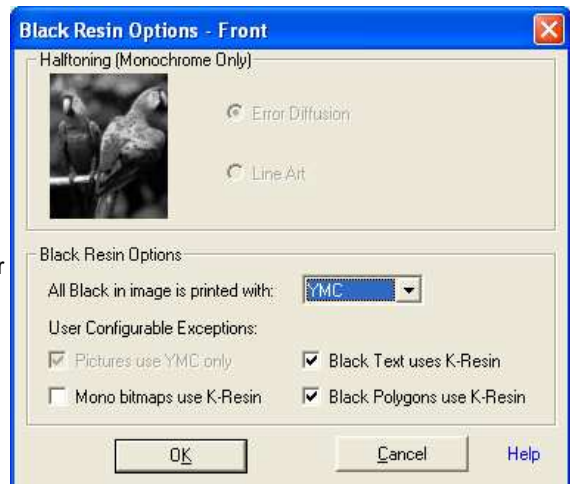 Black Resin Options - Front
Halftoning (Monochrome Only)
Error Diffusion
Line Art
r
Black Resin Options
All Black in image is printed with: YMC
User Configurable Exceptions:
Pictures use YMC only Black Text uses K-Resin
Mono bitmaps use K-Resin Black Polygons use K-Resin
OK Cancel Help